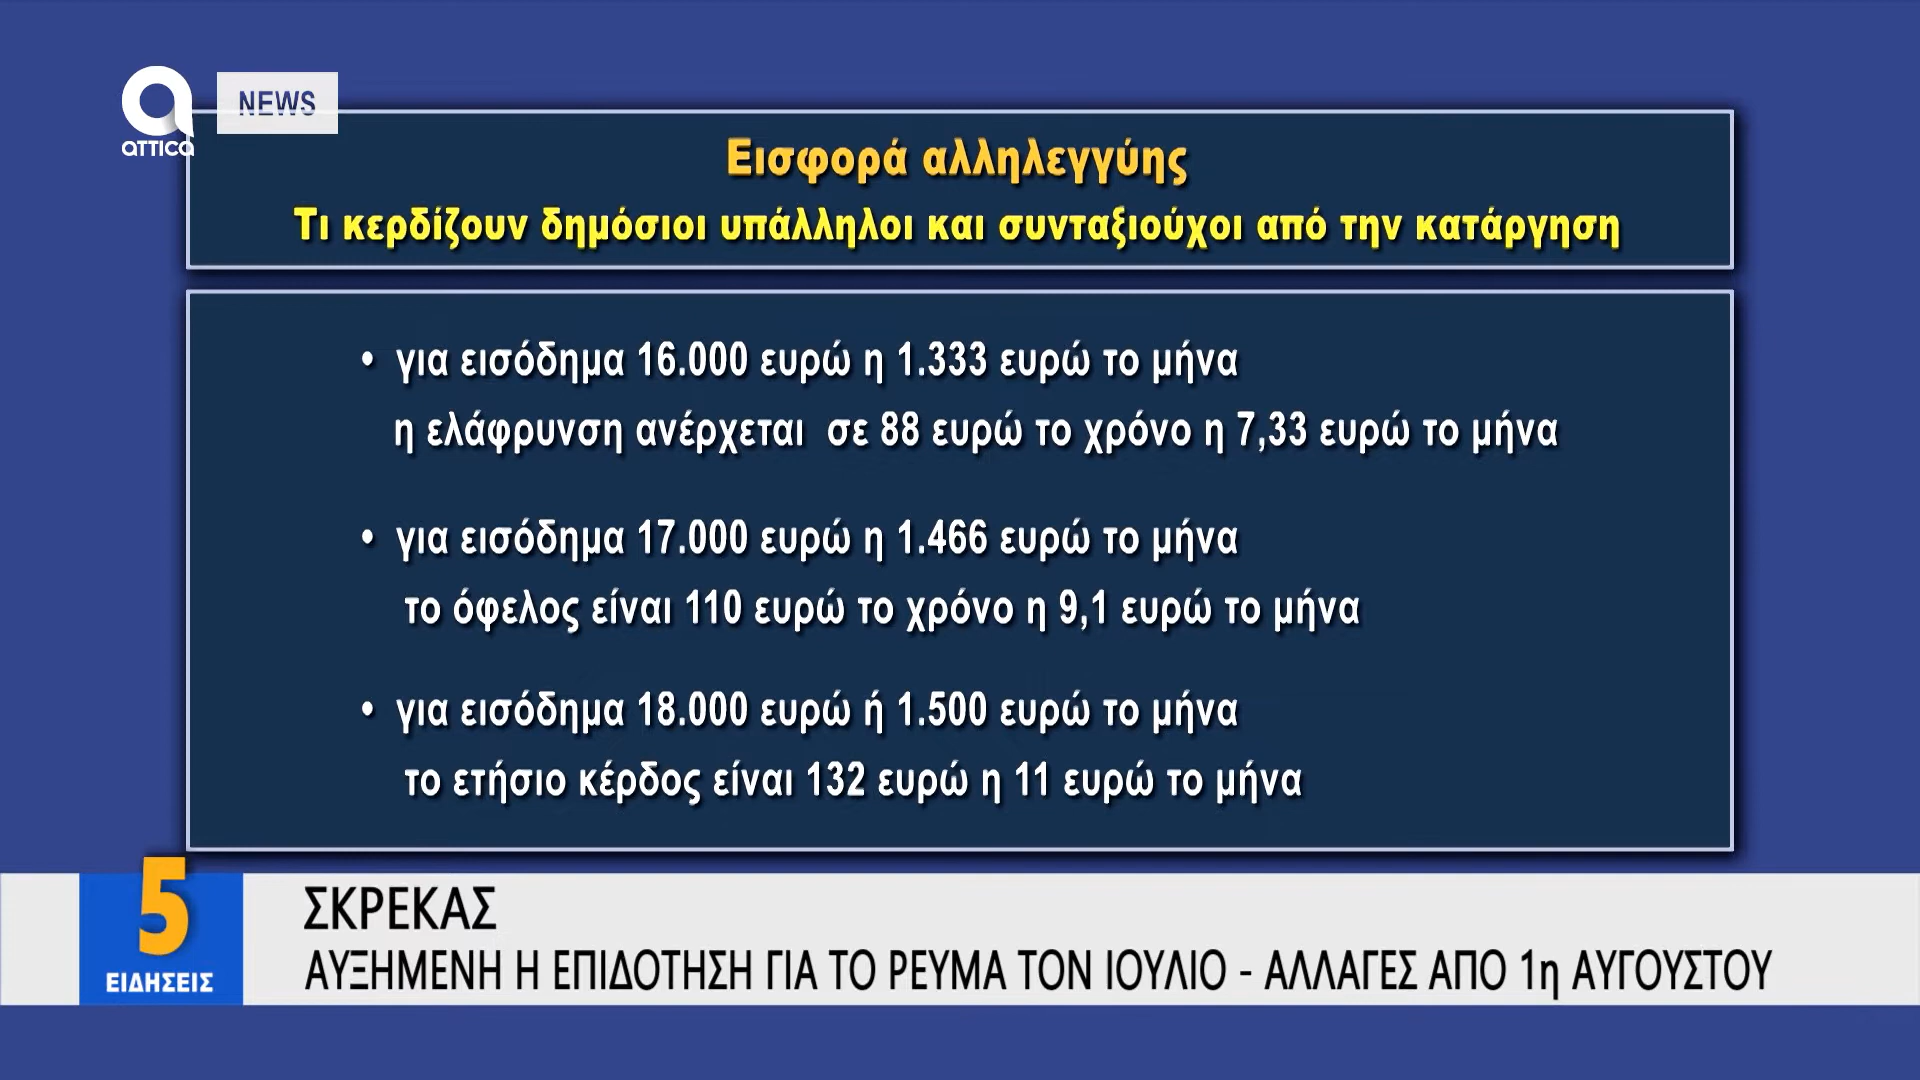 attica
NEWS
Εισφορά αλληλεγγύης
Τι κερδίζουν δημόσιοι υπάλληλοι και συνταξιούχοι από την κατάργηση
• για εισόδημα 16.000 ευρώ η 1.333 ευρώ το μήνα
η ελάφρυνση ανέρχεται σε 88 ευρώ το χρόνο η 7,33 ευρώ το μήνα
• για εισόδημα 17.000 ευρώ η 1.466 ευρώ το μήνα
το όφελος είναι 110 ευρώ το χρόνο η 9,1 ευρώ το μήνα
• για εισόδημα 18.000 ευρώ ή 1.500 ευρώ το μήνα
το ετήσιο κέρδος είναι 132 ευρώ η 11 ευρώ το μήνα
5
ΕΙΔΗΣΕΙΣ
ΣΚΡΕΚΑΣ
ΑΥΞΗΜΕΝΗ Η ΕΠΙΔΟΤΗΣΗ ΓΙΑ ΤΟ ΡΕΥΜΑ ΤΟΝ ΙΟΥΛΙΟ - ΑΛΛΑΓΕΣ ΑΠΟ 1η ΑΥΓΟΥΣΤΟΥ